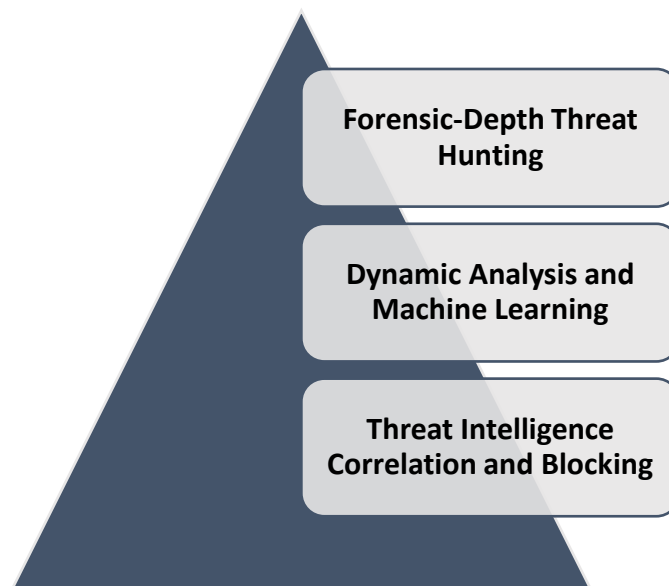 Forensic-Depth Threat
Hunting
Dynamic Analysis and
Machine Learning
Threat Intelligence
Correlation and Blocking